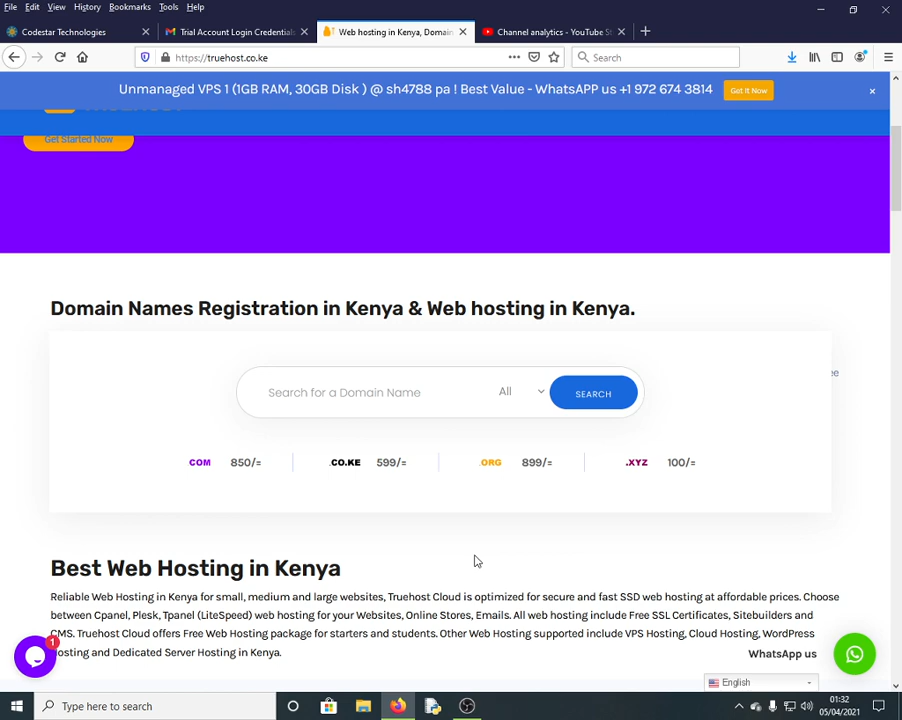 File Edit View History Bookmarks Tools Help
Codestar Technologies
Trial Account Login Credentials
Web hosting in Kenya, Domain
Channel analytics - YouTube St
https://truehost.co.ke
Search
Unmanaged VPS 1 (1GB RAM, 30GB Disk ) @ sh4788 pa ! Best Value - WhatsAPP us +1 972 674 3814
Got It Now
×
Get Started Now
Domain Names Registration in Kenya & Web hosting in Kenya.
Search for a Domain Name
All
SEARCH
COM 850/=
.CO.KE 599/=
.ORG 899/=
.XYZ 100/=
Best Web Hosting in Kenya
Reliable Web Hosting in Kenya for small, medium and large websites, Truehost Cloud is optimized for secure and fast SSD web hosting at affordable prices. Choose
between Cpanel, Plesk, Tpanel (LiteSpeed) web hosting for your Websites, Online Stores, Emails. All web hosting include Free SSL Certificates, Sitebuilders and
CMS. Truehost Cloud offers Free Web Hosting package for starters and students. Other Web Hosting supported include VPS Hosting, Cloud Hosting, WordPress
Hosting and Dedicated Server Hosting in Kenya.
1
WhatsApp us
English
Type here to search
01:32
05/04/2021